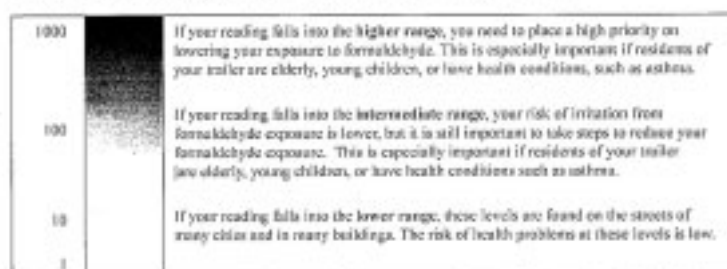 1000
If your reading falls into the higher range, you need to place a high priority on
lowering your exposure to formaldehyde. This is especially important if residents of
your trailer are elderly, young children, or have health conditions, such as asthma.
If your reading falls into the intermediate range, your risk of irritation from
100
formaldehyde exposure is lower, but it is still important to take steps to reduce your
formaldehyde exposure. This is especially important if residents of your trailer
are elderly, young children, or have health conditions such as asthma.
10
If your reading falls into the lower range, these levels are found on the streets of
many cities and in many buildings. The risk of health problems at these levels is low.
1